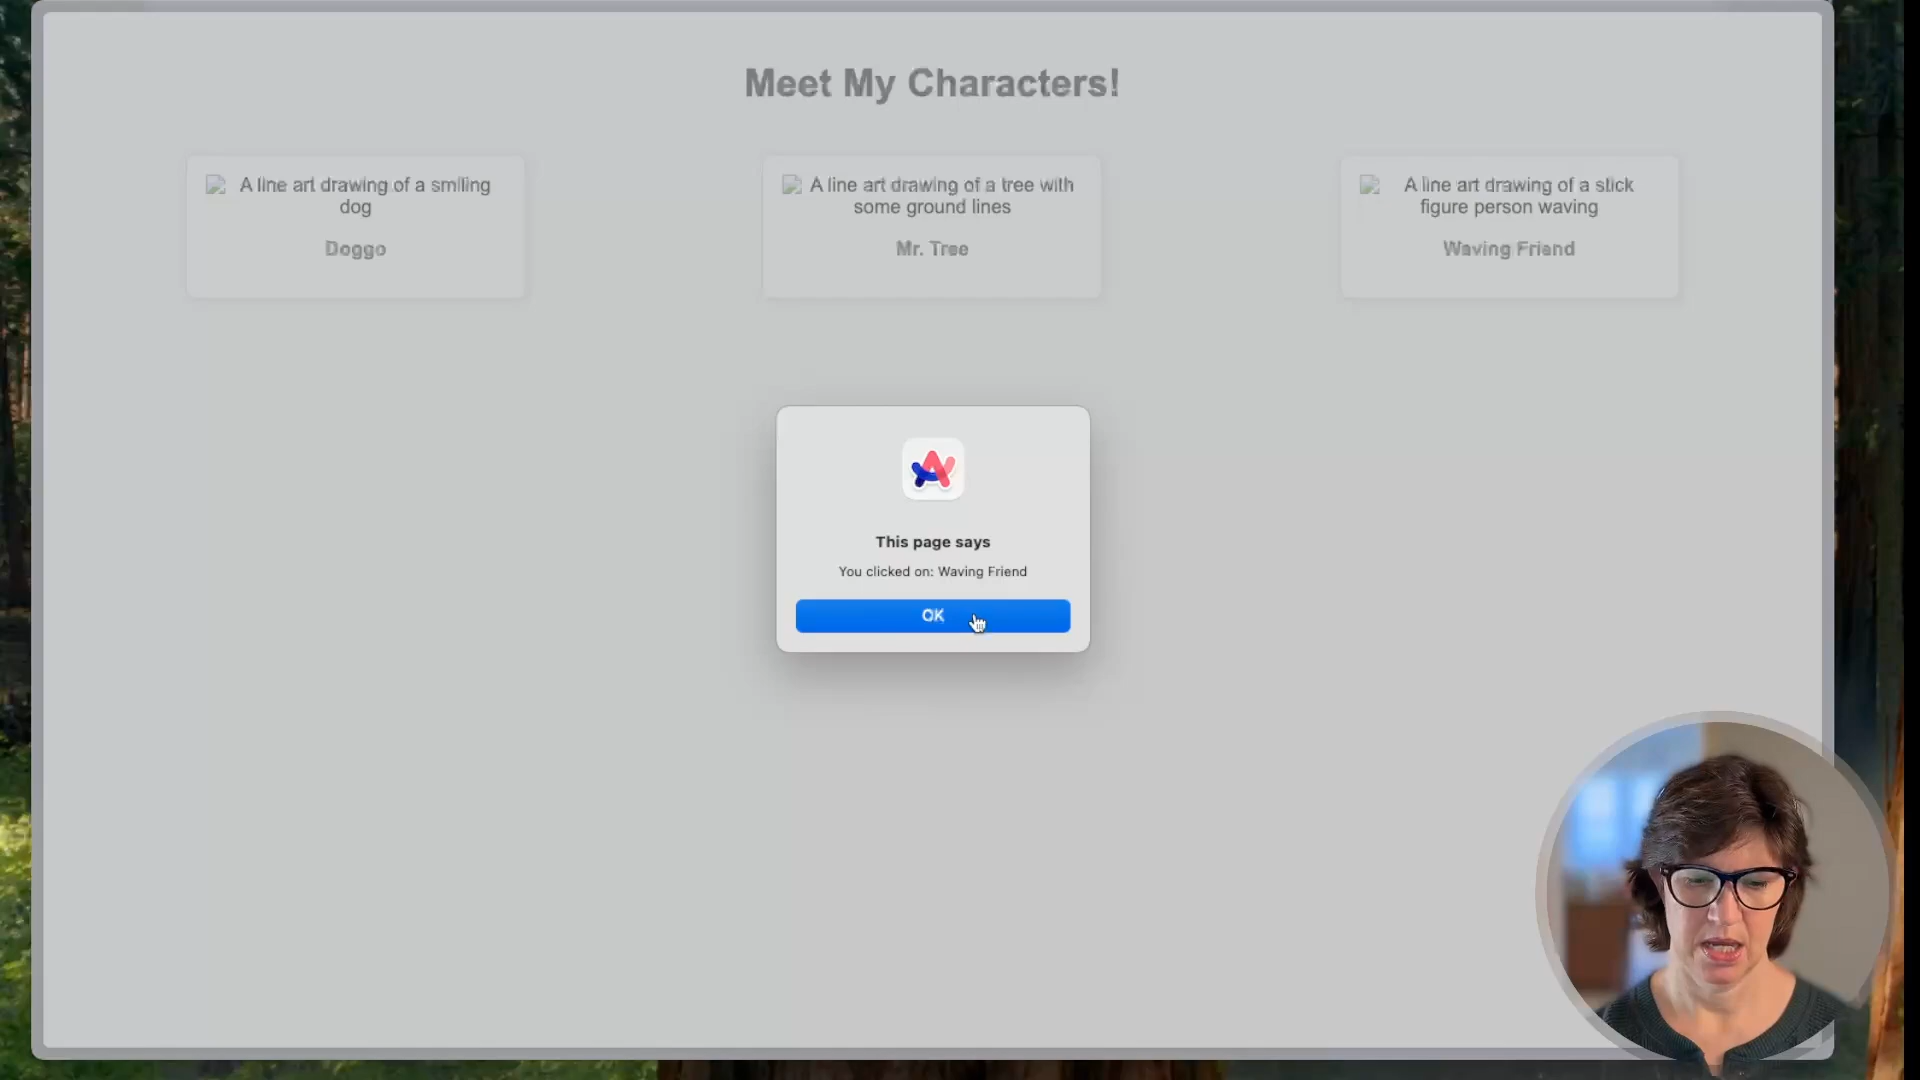 Meet My Characters!
A line art drawing of a smiling
dog
Doggo
A line art drawing of a tree with
some ground lines
Mr. Tree
A line art drawing of a stick
figure person waving
Waving Friend
This page says
You clicked on: Waving Friend
OK